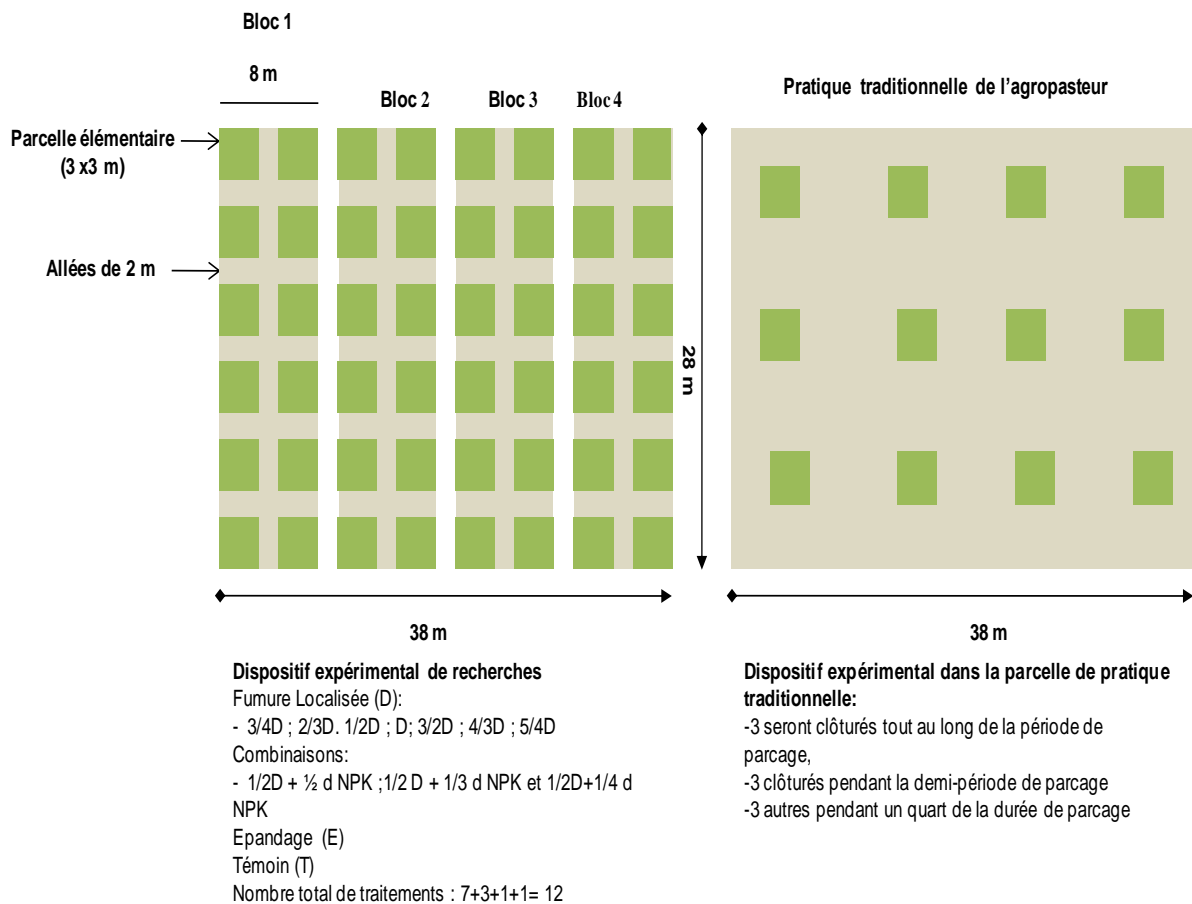 Bloc 1
8 m
Bloc 2
Bloc 3
Bloc 4
Pratique traditionnelle de l'agropasteur
Parcelle élémentaire
(3 x3 m)
Allées de 2 m
28 m
38 m
38 m
Dispositif expérimental de recherches
Fumure Localisée (D):
- 3/4D ; 2/3D. 1/2D ; D; 3/2D ; 4/3D ; 5/4D
Combinaisons:
- 1/2D + ½ d NPK ;1/2 D + 1/3 d NPK et 1/2D+1/4 d
NPK
Epandage (E)
Témoin (T)
Nombre total de traitements : 7+3+1+1= 12
Dispositif expérimental dans la parcelle de pratique
traditionnelle:
-3 seront clôturés tout au long de la période de
parcage,
-3 clôturés pendant la demi-période de parcage
-3 autres pendant un quart de la durée de parcage